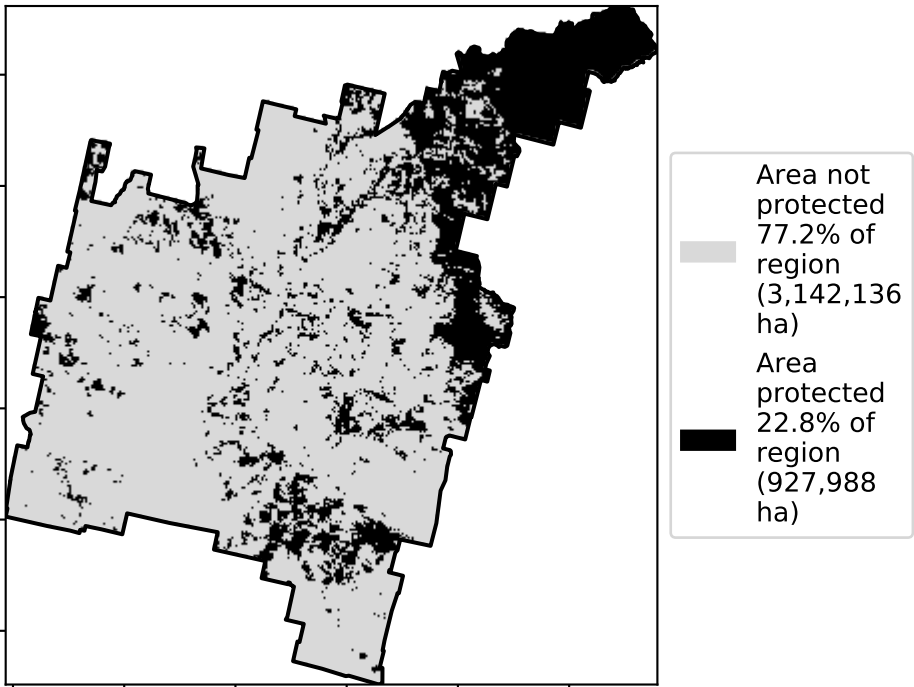 Area not
protected
77.2% of
region
(3,142,136
ha)
Area
protected
22.8% of
region
(927,988
ha)